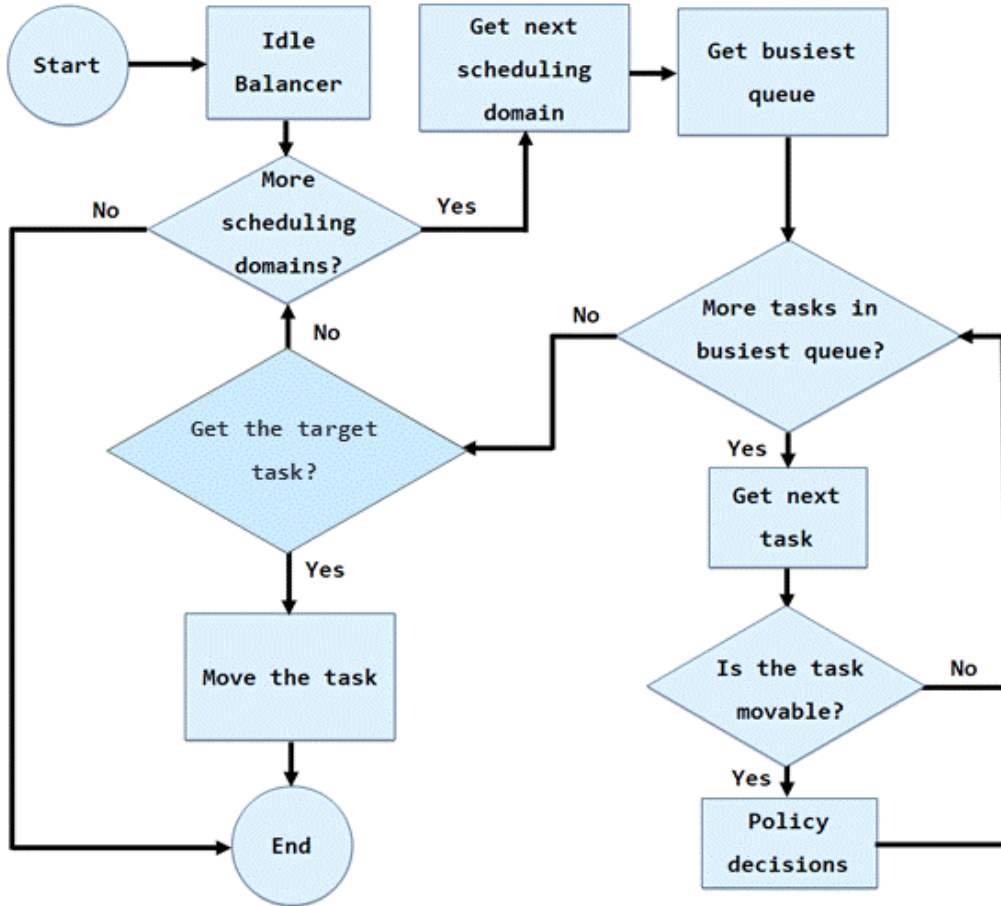 Start
Idle
Balancer
Get next
scheduling
domain
Get busiest
queue
More
scheduling
domains?
No
Yes
More tasks in
busiest queue?
No
Yes
Get the target
task?
No
Yes
Get next
task
Move the task
Is the task
movable?
No
Yes
End
Policy
decisions